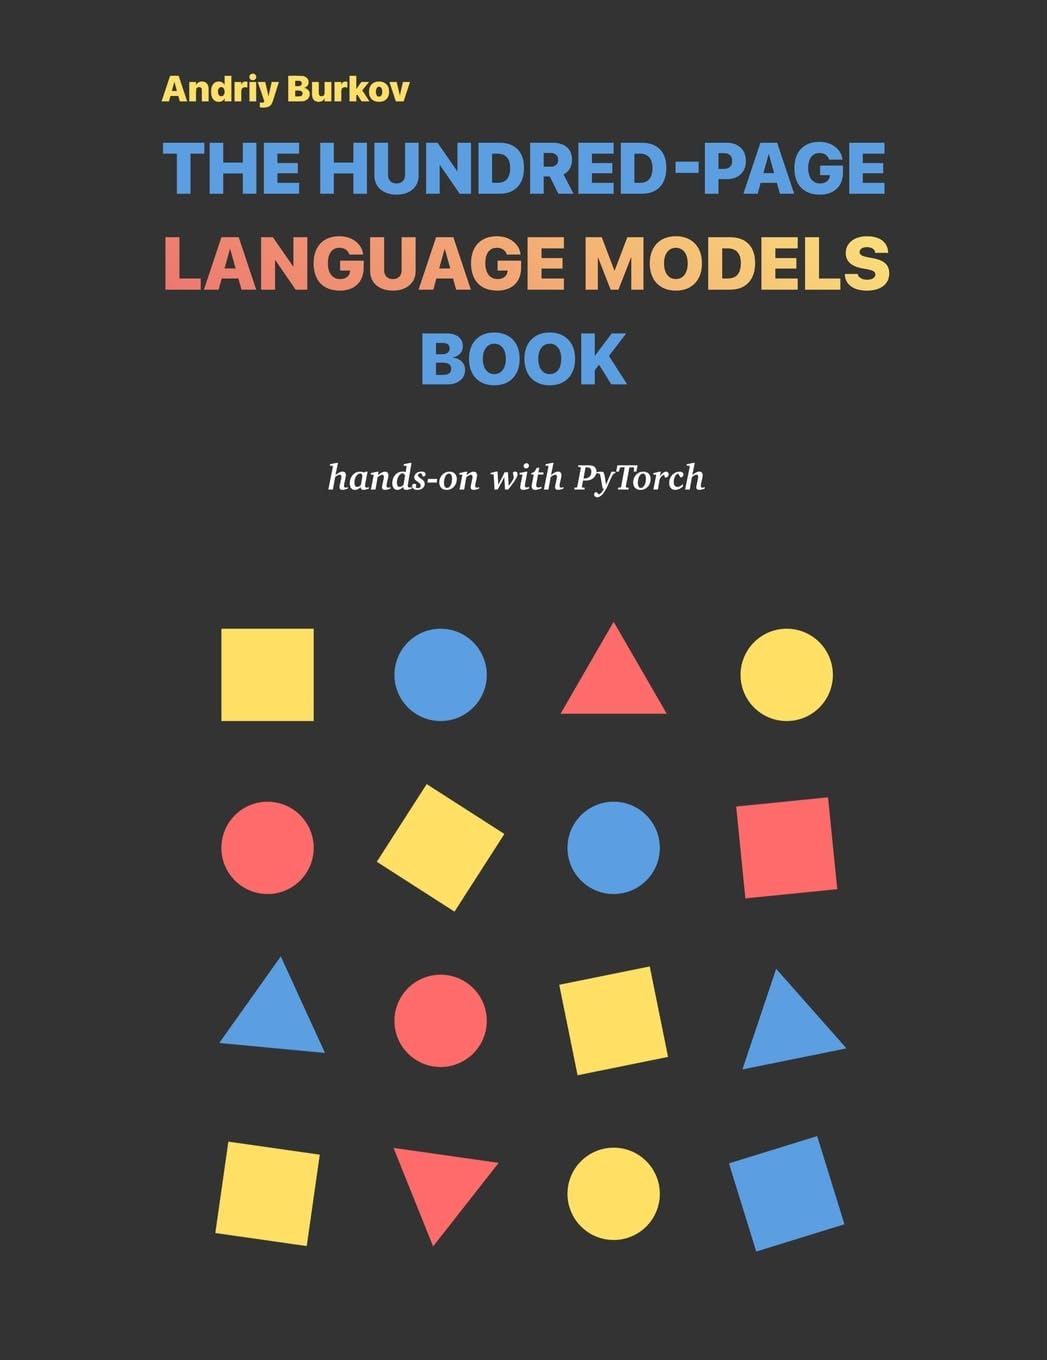 Andriy Burkov
THE HUNDRED-PAGE
LANGUAGE MODELS
BOOK
hands-on with PyTorch